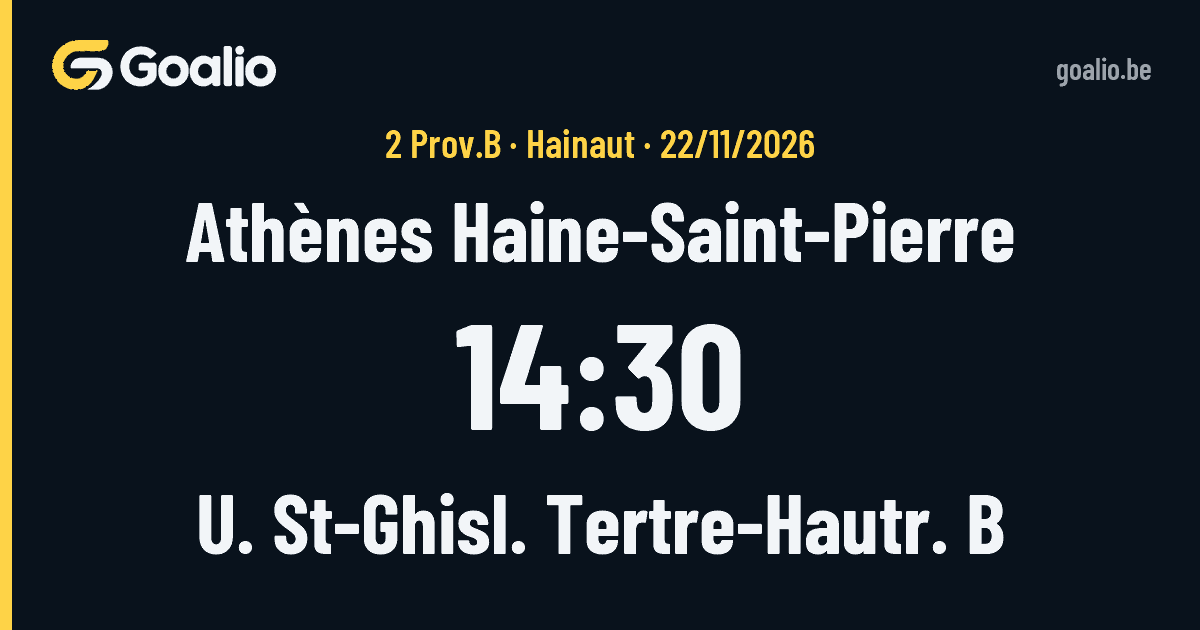 Goalio
goalio.be
2 Prov.B · Hainaut · 22/11/2026
Athènes Haine-Saint-Pierre
14:30
U. St-Ghisl. Tertre-Hautr. B